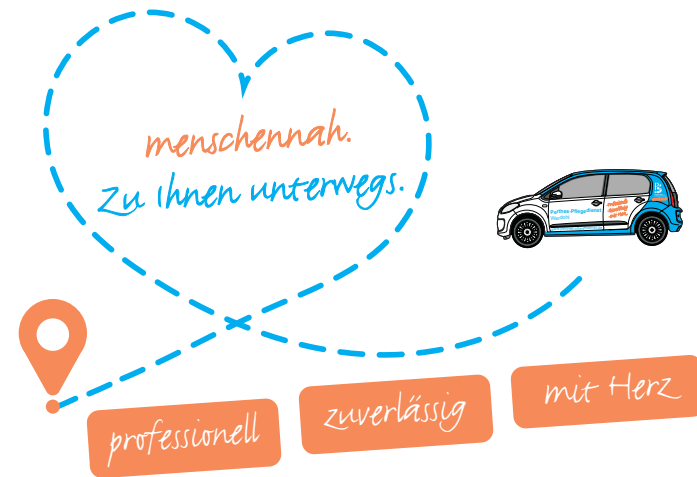 menschennah.
Zu Ihnen unterwegs.
professionell
zuverlässig
mit Herz